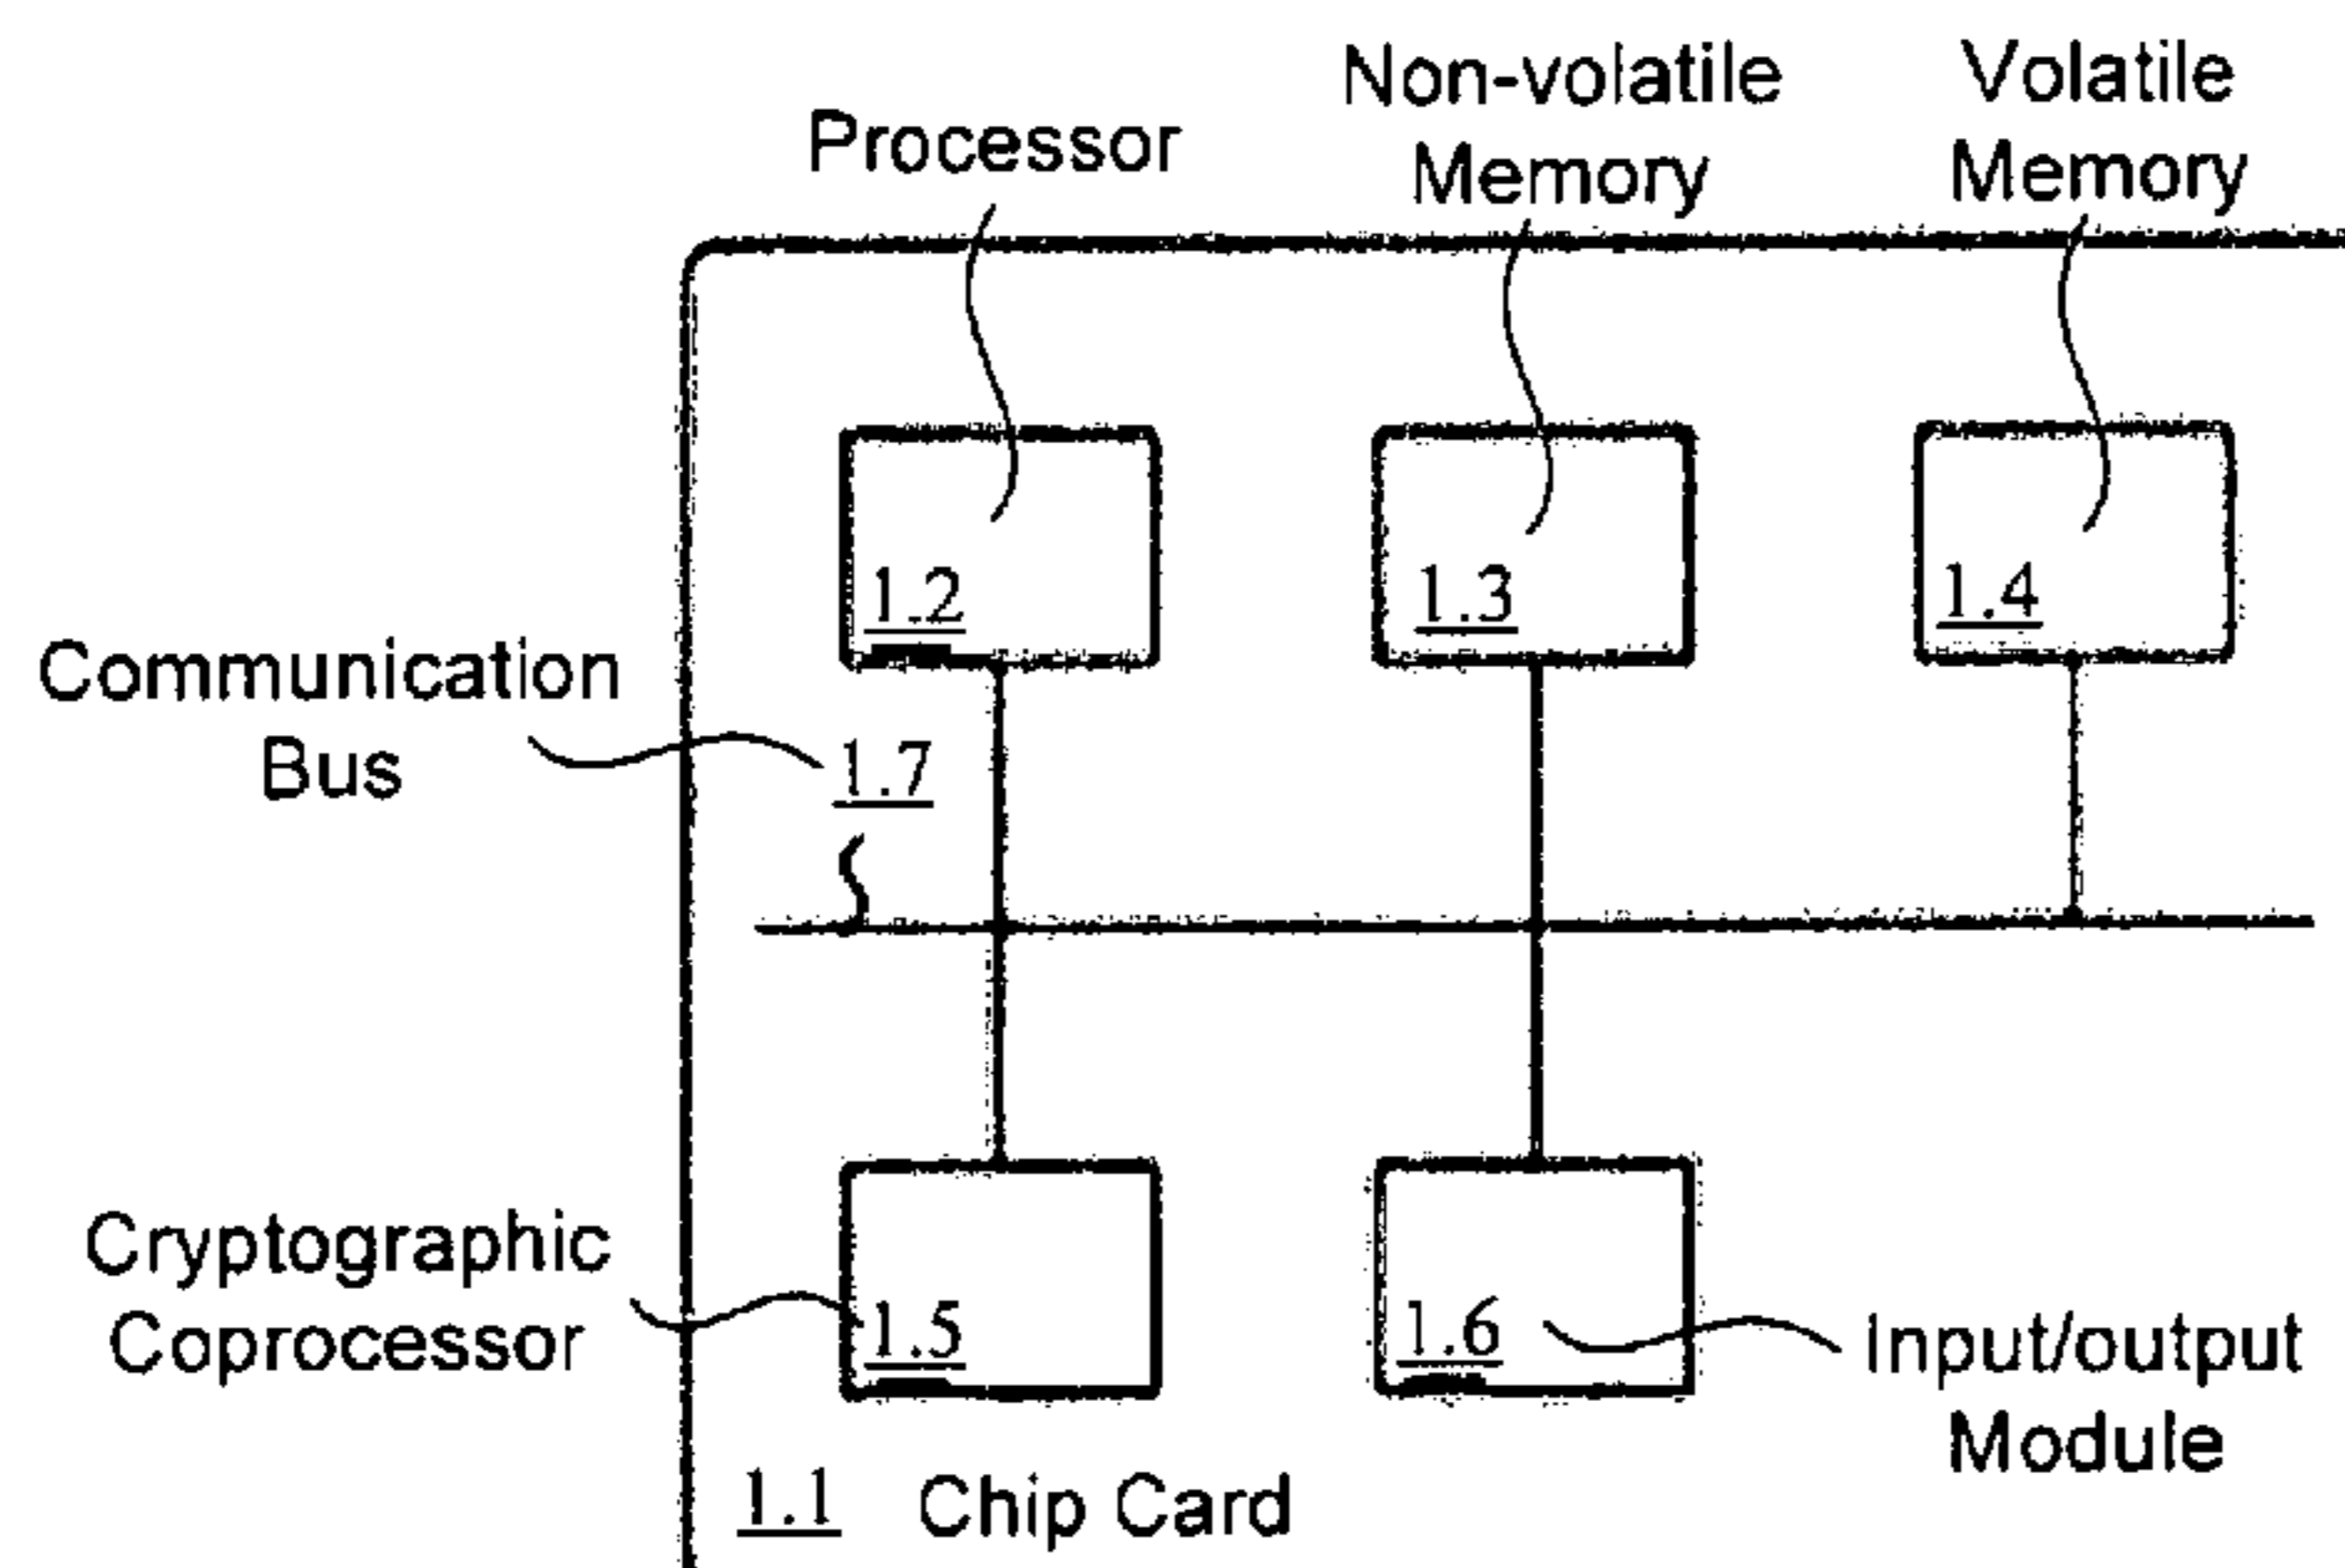 Processor
Non-volatile
Memory
Volatile
Memory
1.2
1.3
1.4
Communication
Bus
1.7
Cryptographic
Coprocessor
1.5
1.6
Input/output
Module
1.1 Chip Card